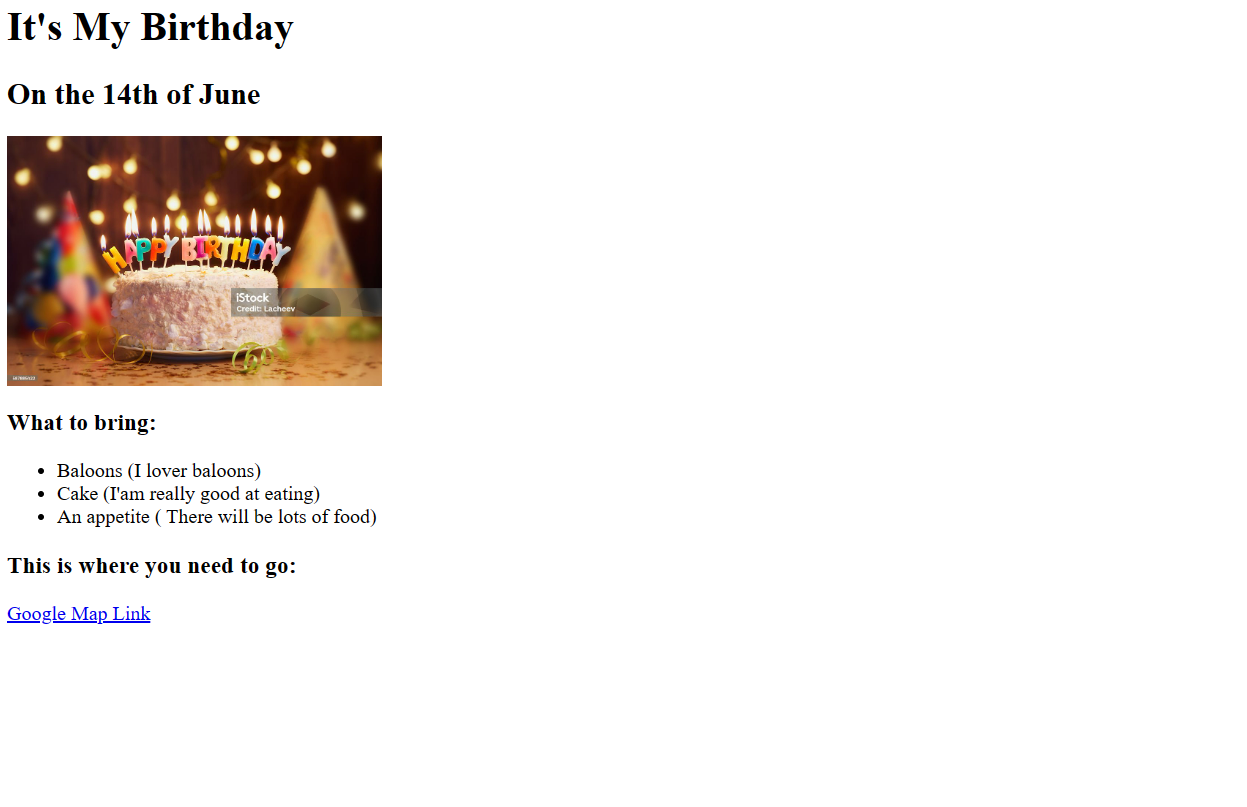 It's My Birthday
On the 14th of June
HAPPY BIRTHDAY
iStock
Credit: Lacheev
What to bring:
Baloons (I lover baloons)
Cake (I'am really good at eating)
An appetite ( There will be lots of food)
This is where you need to go:
Google Map Link